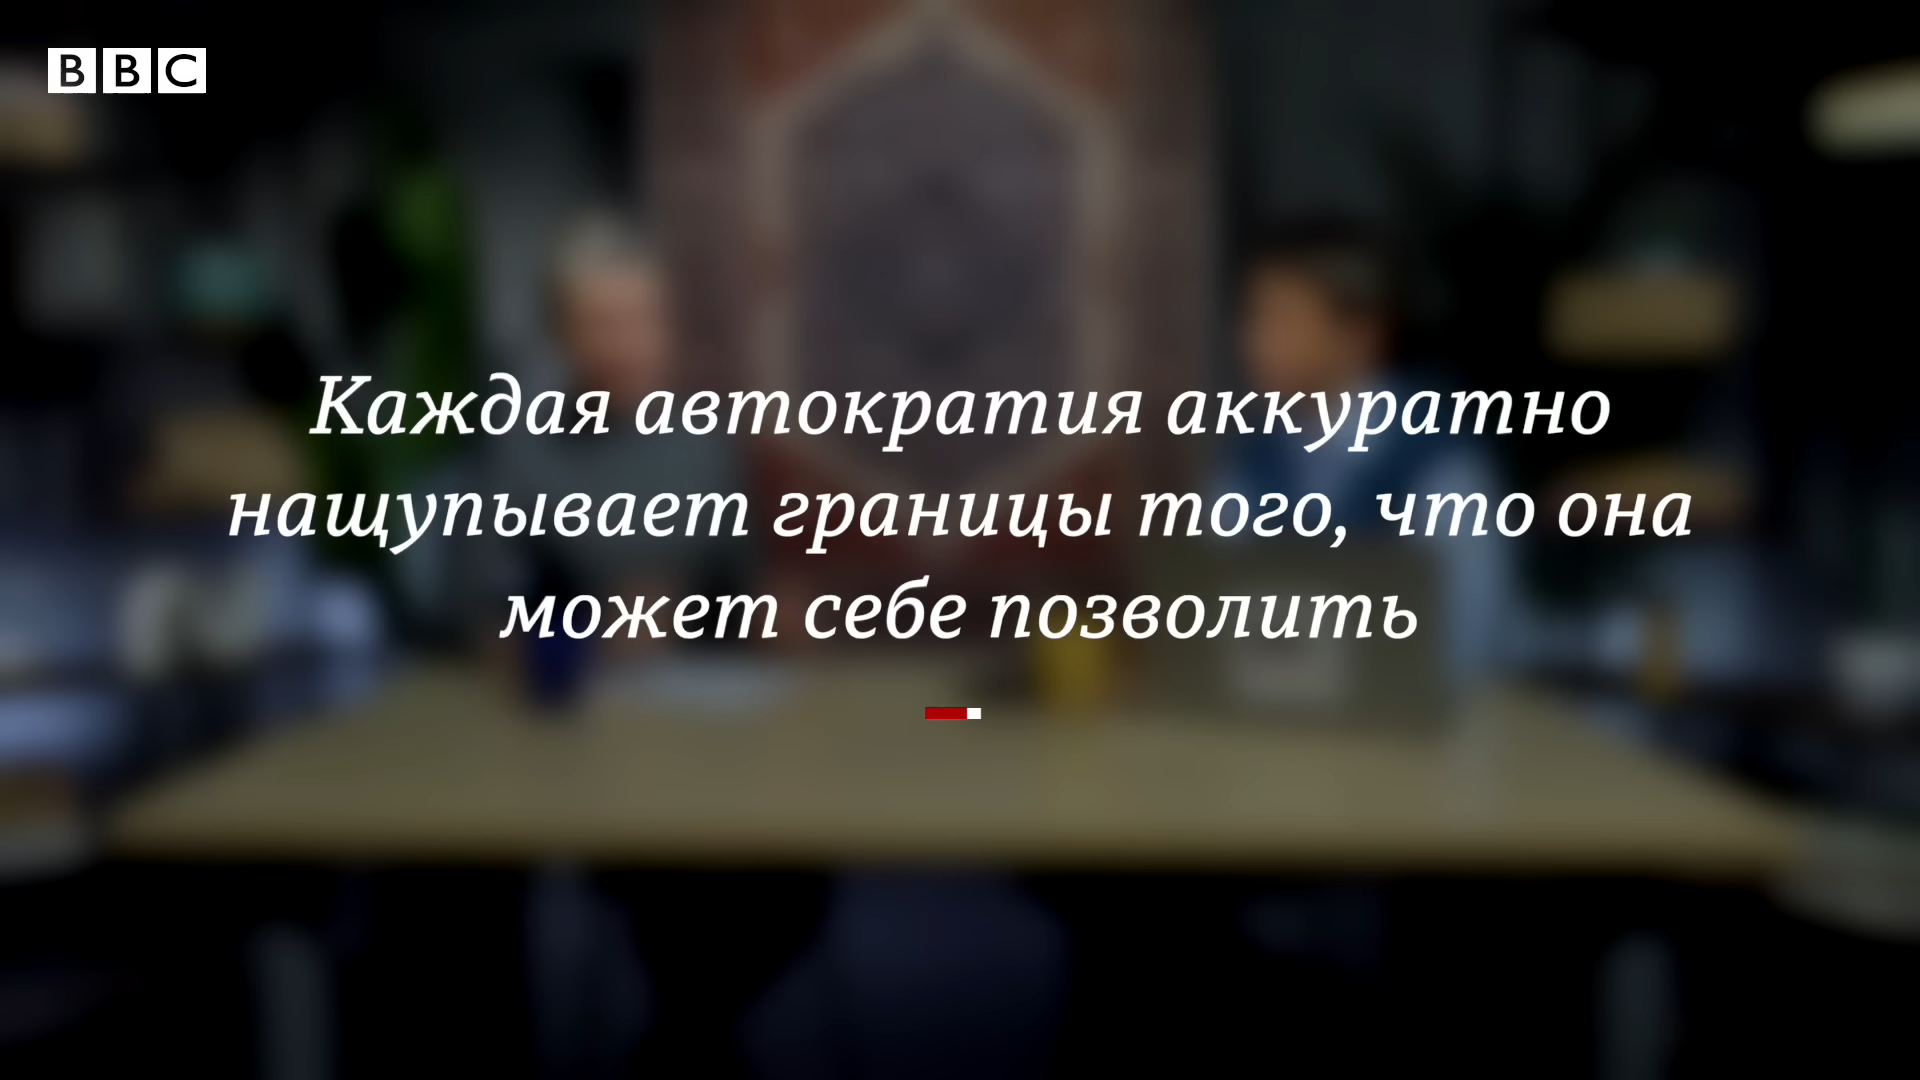 BBC
Каждая автократия аккуратно
нащупывает границы того, что она
может себе позволить